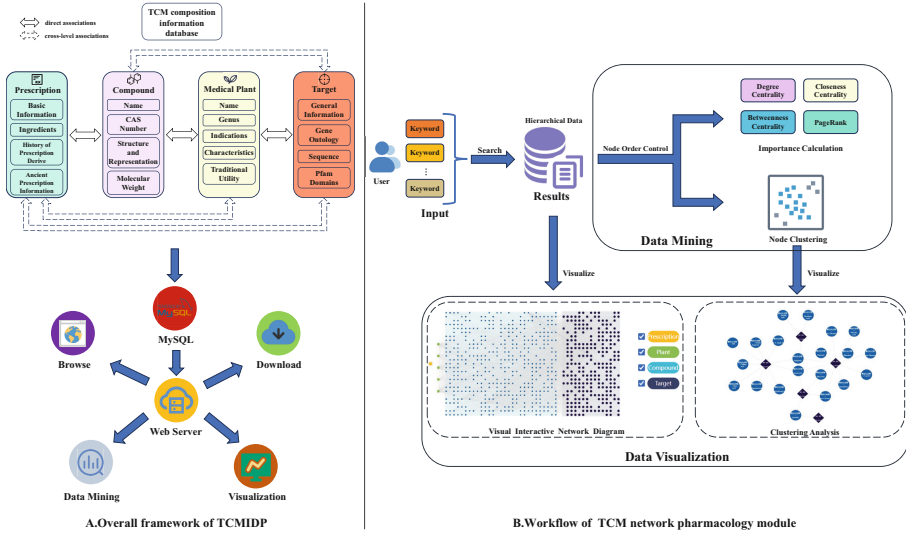 direct associations
cross-level associations
TCM composition
information
database
Prescription
Basic
Information
Ingredients
History of
Prescription
Derive
Ancient
Prescription
Information
Compound
Name
CAS
Number
Structure
and
Representation
Molecular
Weight
Medical Plant
Name
Genus
Indications
Characteristics
Traditional
Utility
Target
General
Information
Gene
Ontology
Sequence
Pfam
Domains
MySQL
MySQL
Browse
Download
Web Server
Data Mining
Visualization
A.Overall framework of TCMIDP
User
Keyword
Keyword
⋮
Keyword
Input
Search
Hierarchical Data
Results
Node Order Control
Degree
Centrality
Closeness
Centrality
Betweenness
Centrality
PageRank
Importance Calculation
Node Clustering
Data Mining
Visualize
Visualize
Prescription
Plant
Compound
Target
Visual Interactive Network Diagram
Clustering Analysis
Data Visualization
B.Workflow of TCM network pharmacology module